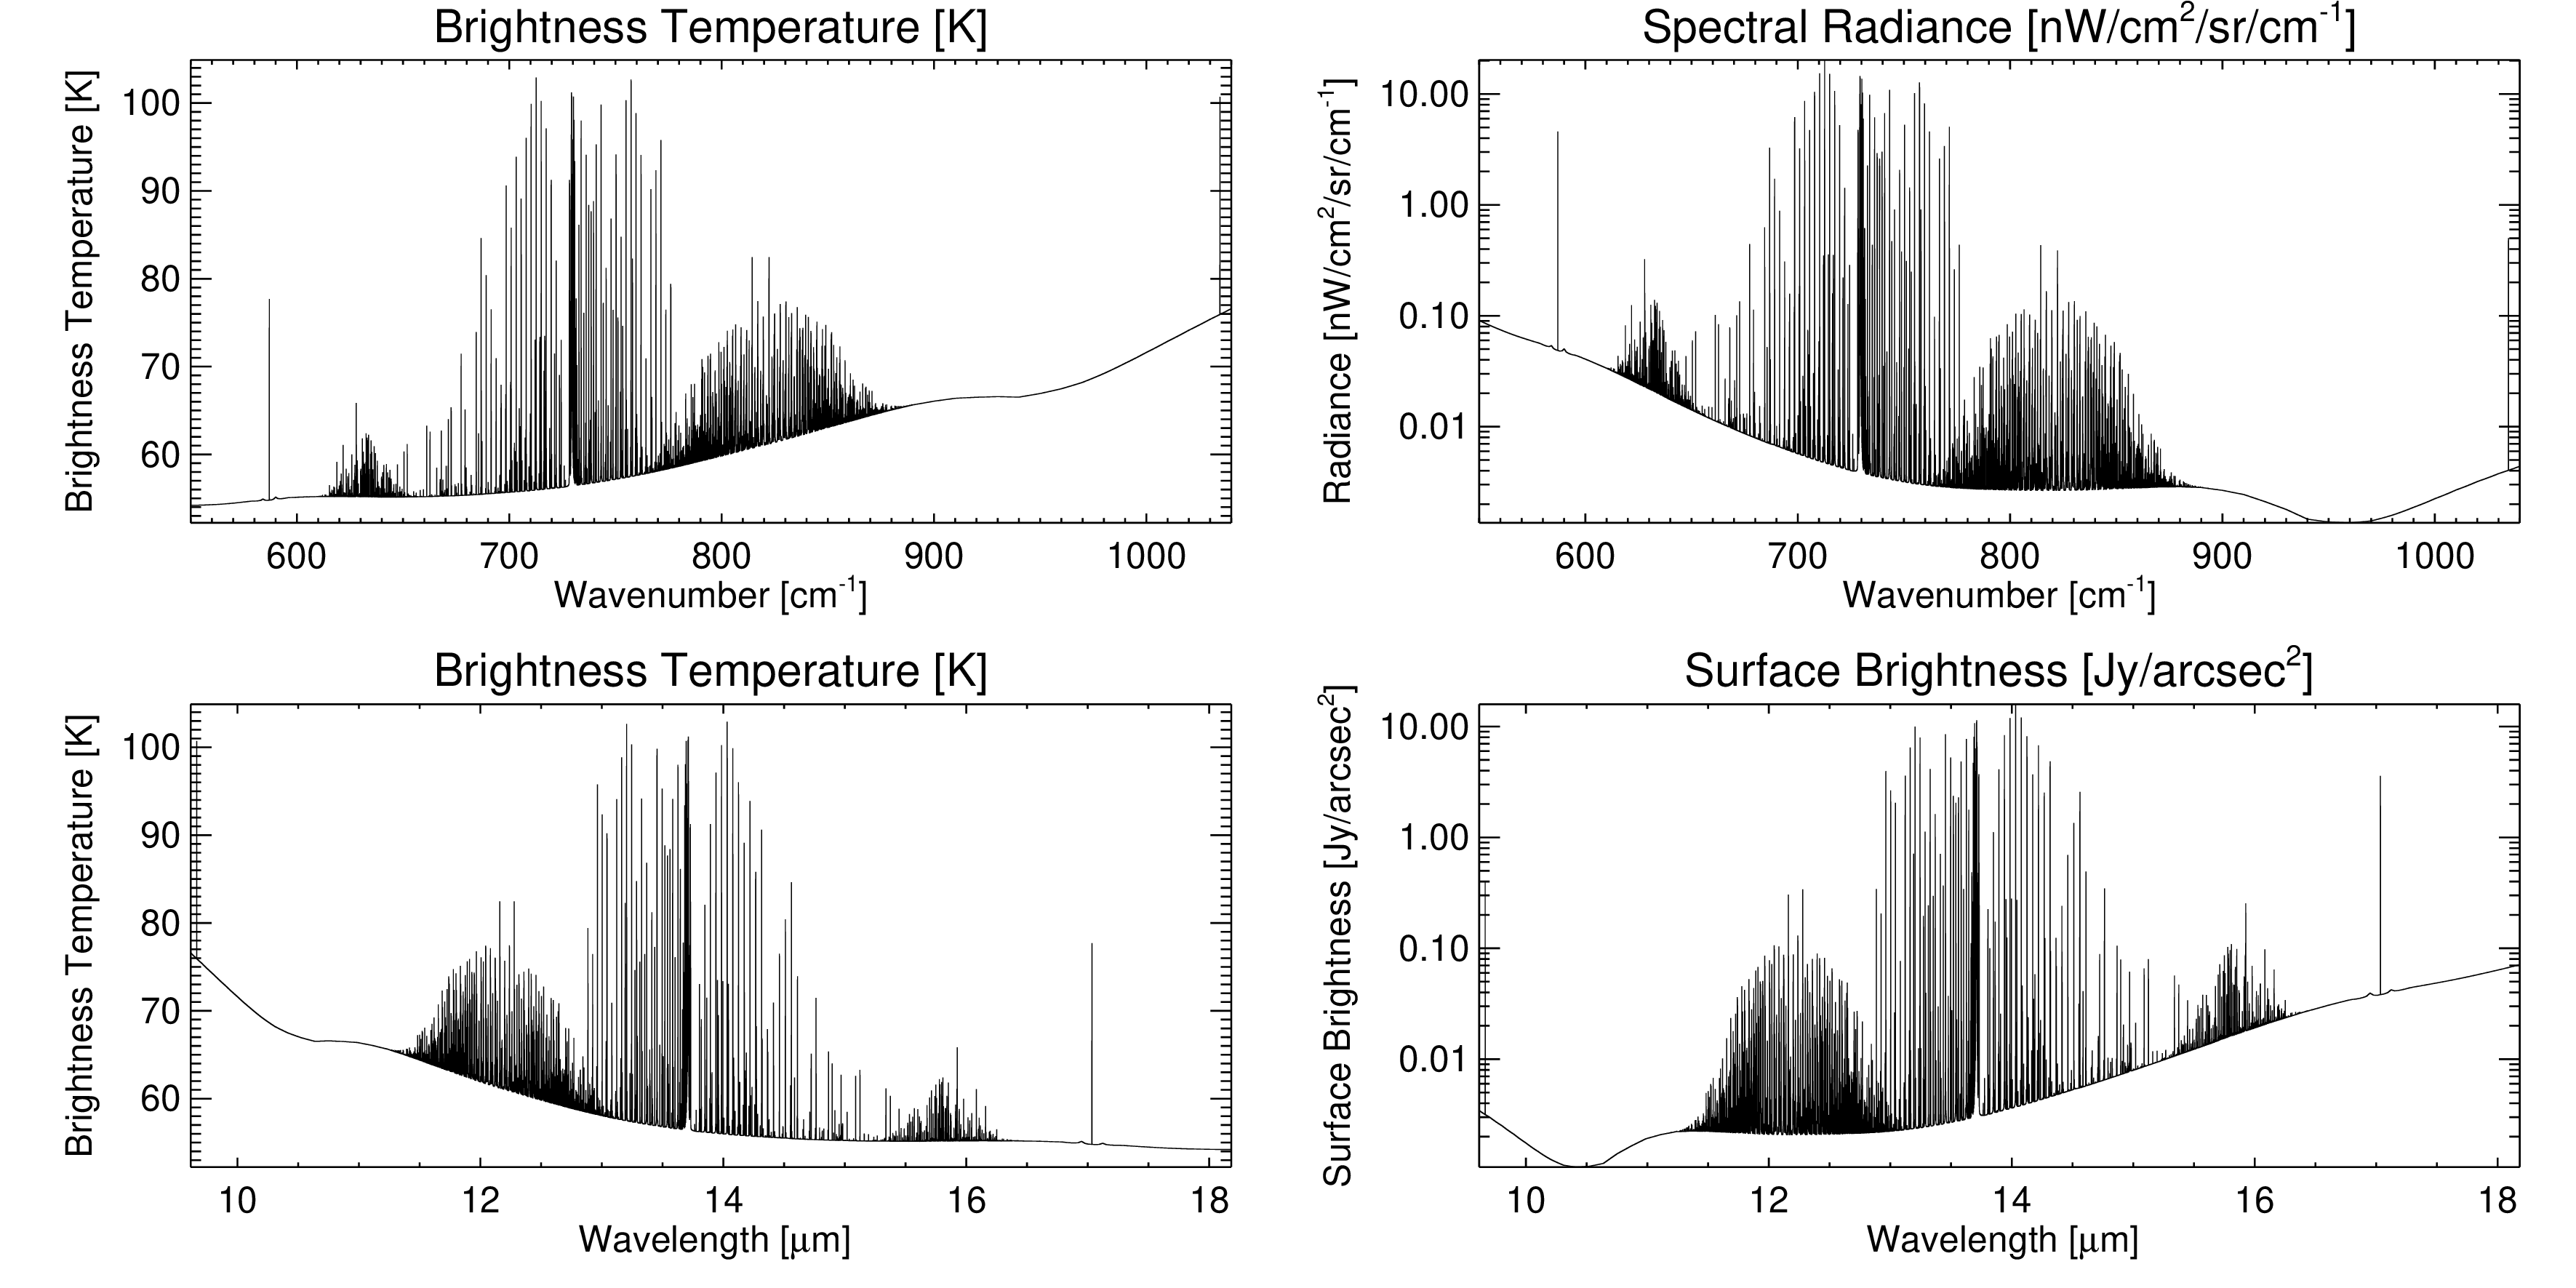 Brightness Temperature [K]
Brightness Temperature [K]
100
90
80
70
60
600 700 800 900 1000
Wavenumber [cm-1]
Spectral Radiance [nW/cm2/sr/cm-1]
Radiance [nW/cm2/sr/cm-1]
10.00
1.00
0.10
0.01
600 700 800 900 1000
Wavenumber [cm-1]
Brightness Temperature [K]
Brightness Temperature [K]
100
90
80
70
60
10 12 14 16 18
Wavelength [μm]
Surface Brightness [Jy/arcsec2]
Surface Brightness [Jy/arcsec2]
10.00
1.00
0.10
0.01
10 12 14 16 18
Wavelength [μm]